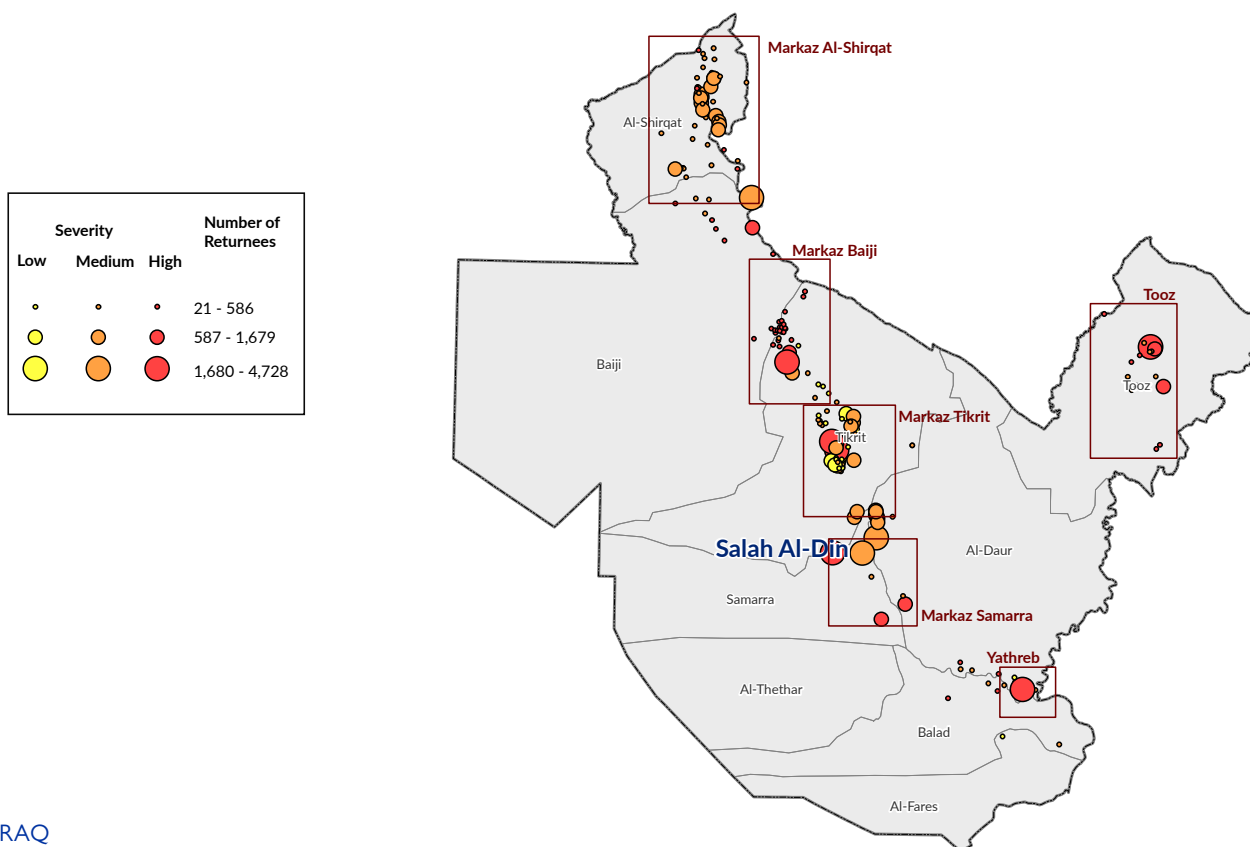 Markaz Al-Shirqat
Al-Shirqat
Severity
Number of
Returnees
Low
Medium
High
21 - 586
587 - 1,679
1,680 - 4,728
Markaz Baiji
Tooz
Baiji
Tooz
Markaz Tikrit
Tikrit
Salah Al-Din
Al-Daur
Samarra
Markaz Samarra
Yathreb
Al-Thethar
Balad
Al-Fares
RAQ